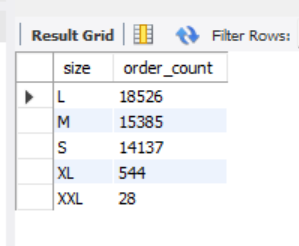 Result Grid Filter Rows:
size order_count
L 18526
M 15385
S 14137
XL 544
XXL 28